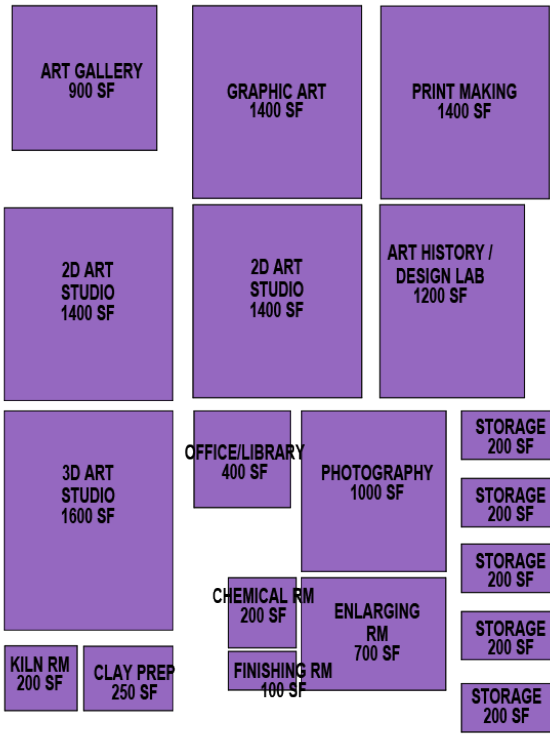 ART GALLERY
900 SF
GRAPHIC ART
1400 SF
PRINT MAKING
1400 SF
2D ART
STUDIO
1400 SF
2D ART
STUDIO
1400 SF
ART HISTORY /
DESIGN LAB
1200 SF
3D ART
STUDIO
1600 SF
OFFICE/LIBRARY
400 SF
PHOTOGRAPHY
1000 SF
STORAGE
200 SF
STORAGE
200 SF
STORAGE
200 SF
STORAGE
200 SF
STORAGE
200 SF
CHEMICAL RM
200 SF
ENLARGING
RM
700 SF
FINISHING RM
100 SF
KILN RM
200 SF
CLAY PREP
250 SF